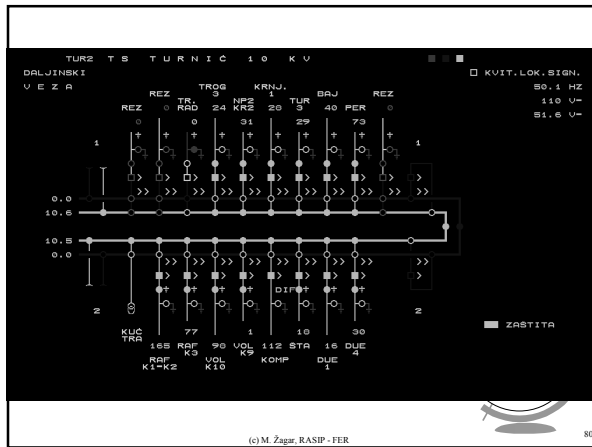 TUR2 TS TURNIĆ 10 KV
DALJINSKI
VEZA
KVIT.LOK.SIGN.
50.1 HZ
110 V=
51.6 V=
TROG KRNJ.
REZ 3 1 BAJ REZ
TR. NP2 TUR
REZ RAD 24 KR2 28 3 40 PER
0 0 0 31 29 73 0
1 1
0.0
10.6
10.5
0.0
DIF
2 2
KUĆ 77 98 1 18 30
TRA
165 RAF VOL 112 ŠTA 16 DUE
K3 K9 4
RAF VOL KOMP DUE
K1-K2 K10 1
ZAŠTITA
(c) M. Žagar, RASIP - FER
80